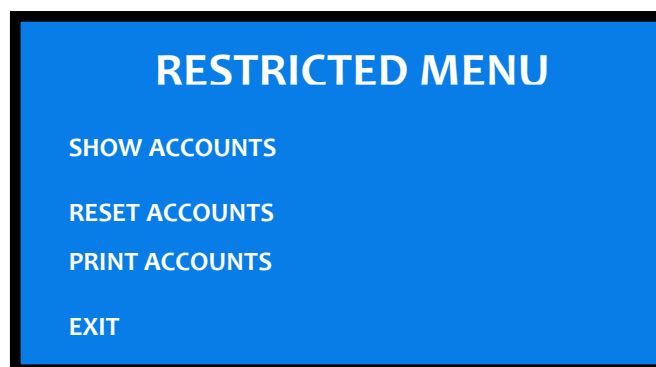 RESTRICTED MENU
SHOW ACCOUNTS
RESET ACCOUNTS
PRINT ACCOUNTS
EXIT